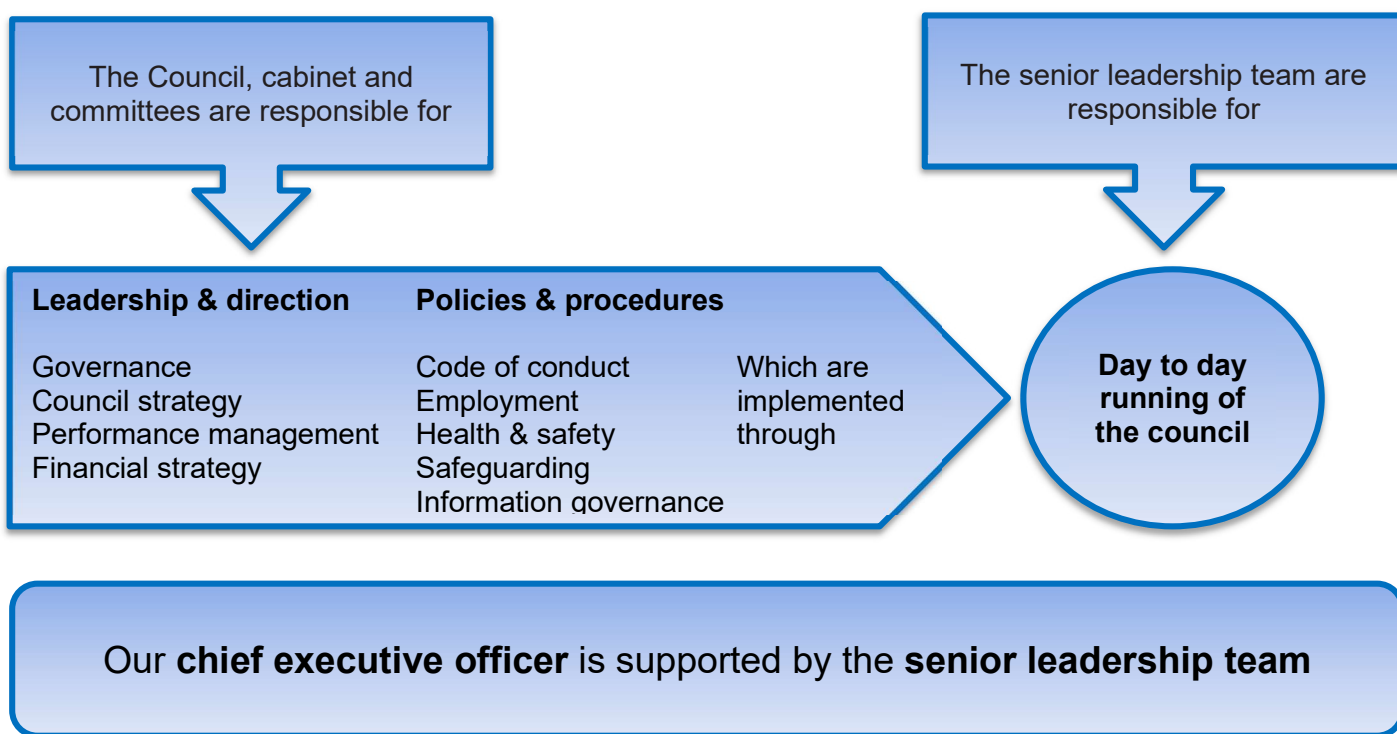 The Council, cabinet and
committees are responsible for
The senior leadership team are
responsible for
Leadership & direction
Governance
Council strategy
Performance management
Financial strategy
Policies & procedures
Code of conduct
Employment
Health & safety
Safeguarding
Information governance
Which are
implemented
through
Day to day
running of
the council
Our chief executive officer is supported by the senior leadership team